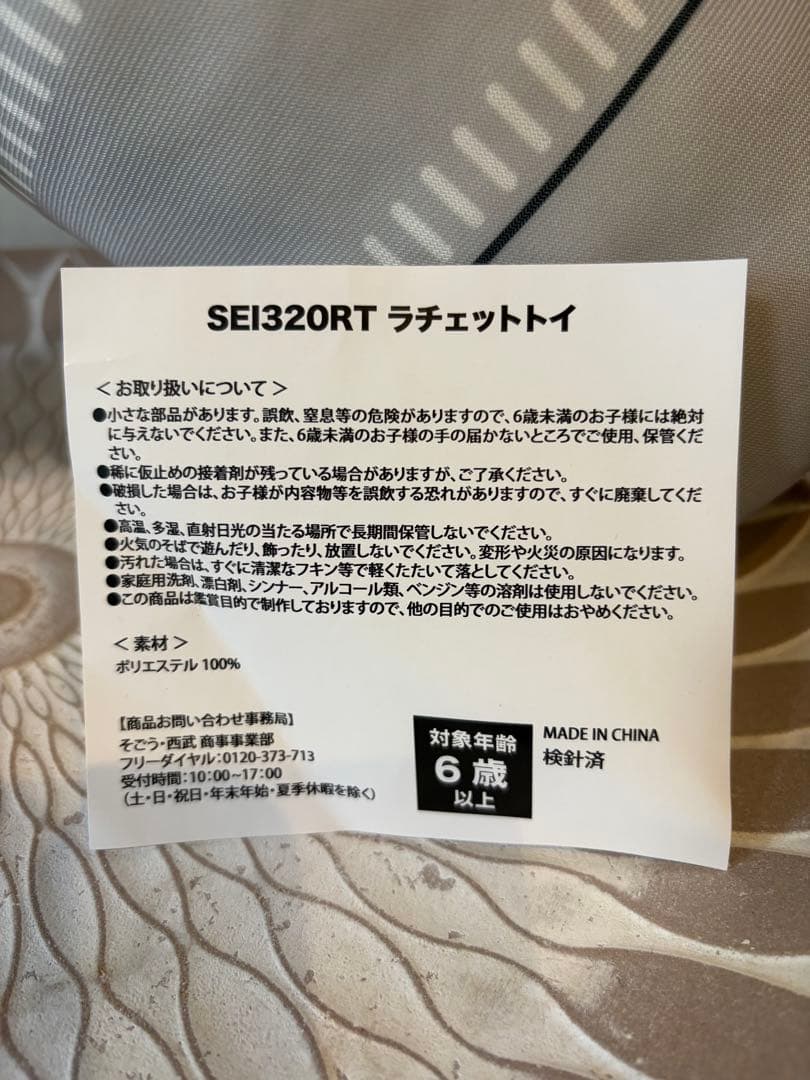 SEI320RT ラチェットトイ
＜お取り扱いについて＞
●小さな部品があります。誤飲、窒息等の危険がありますので、6歳未満のお子様には絶対
に与えないでください。また、6歳未満のお子様の手の届かないところでご使用、保管くだ
さい。
●稀に仮止めの接着剤が残っている場合がありますが、ご了承ください。
●破損した場合は、お子様が内容物等を誤飲する恐れがありますので、すぐに廃棄してくだ
さい。
●高温、多湿、直射日光の当たる場所で長期間保管しないでください。
●火気のそばで遊んだり、飾ったり、放置しないでください。変形や火災の原因になります。
●汚れた場合は、すぐに清潔なフキン等で軽くたたいて落としてください。
●家庭用洗剤、漂白剤、シンナー、アルコール類、ベンジン等の溶剤は使用しないでください。
●この商品は鑑賞目的で制作しておりますので、他の目的でのご使用はおやめください。
＜素材＞
ポリエステル 100%
【商品お問い合わせ事務局】
そごう・西武 商事事業部
フリーダイヤル：0120-373-713
受付時間：10：00~17：00
（土・日・祝日・年末年始・夏季休暇を除く）
対象年齢
6歳
以上
MADE IN CHINA
検針済